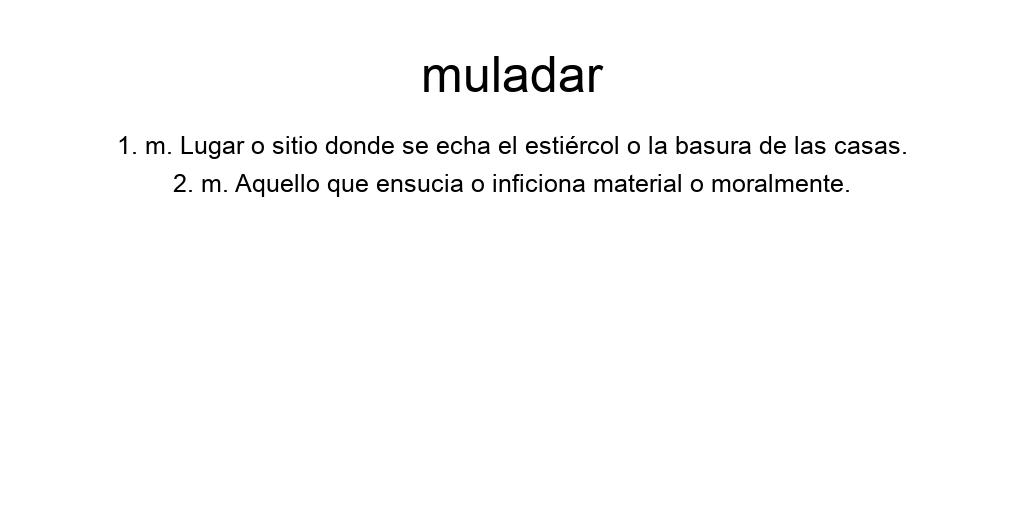 muladar
1. m. Lugar o sitio donde se echa el estiércol o la basura de las casas.
2. m. Aquello que ensucia o inficiona material o moralmente.